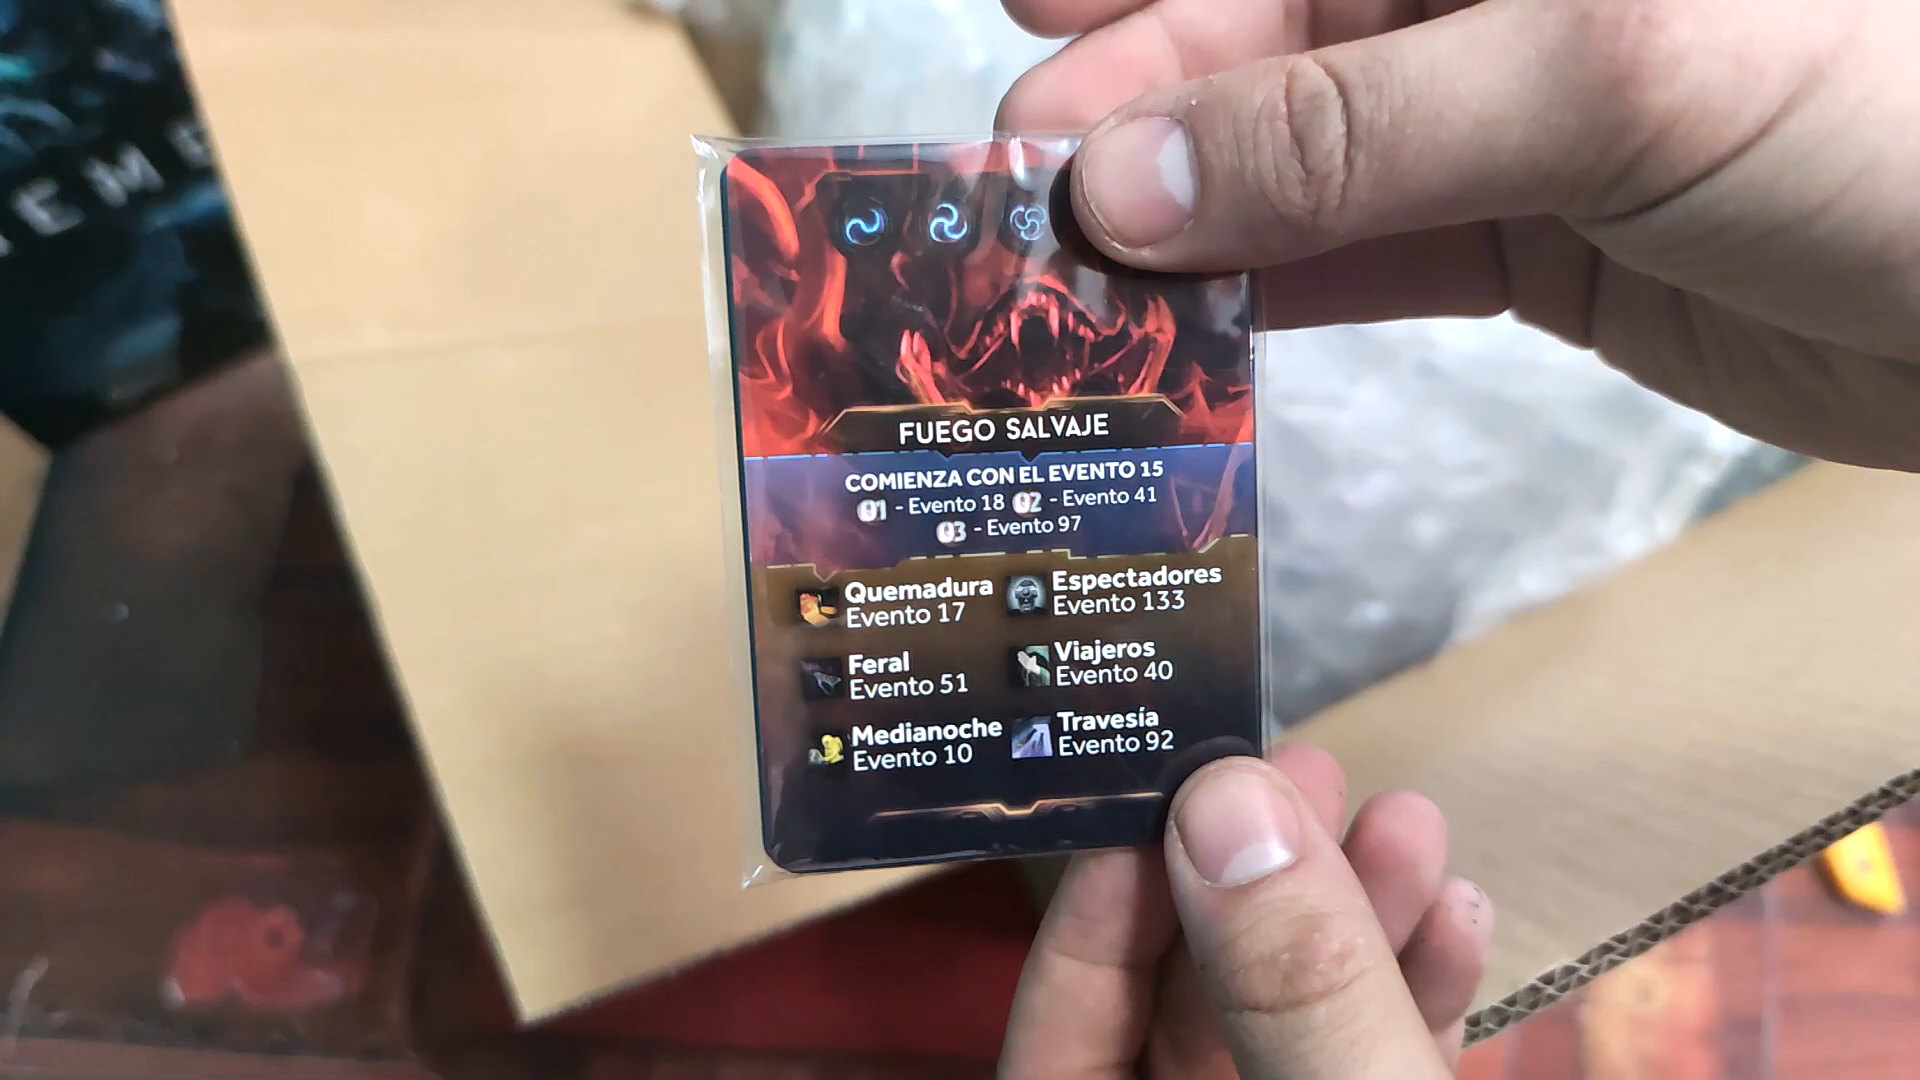 EME
FUEGO SALVAJE
COMIENZA CON EL EVENTO 15
01 - Evento 18 02 - Evento 41
03 - Evento 97
Quemadura
Evento 17
Espectadores
Evento 133
Feral
Evento 51
Viajeros
Evento 40
Medianoche
Evento 10
Travesía
Evento 92